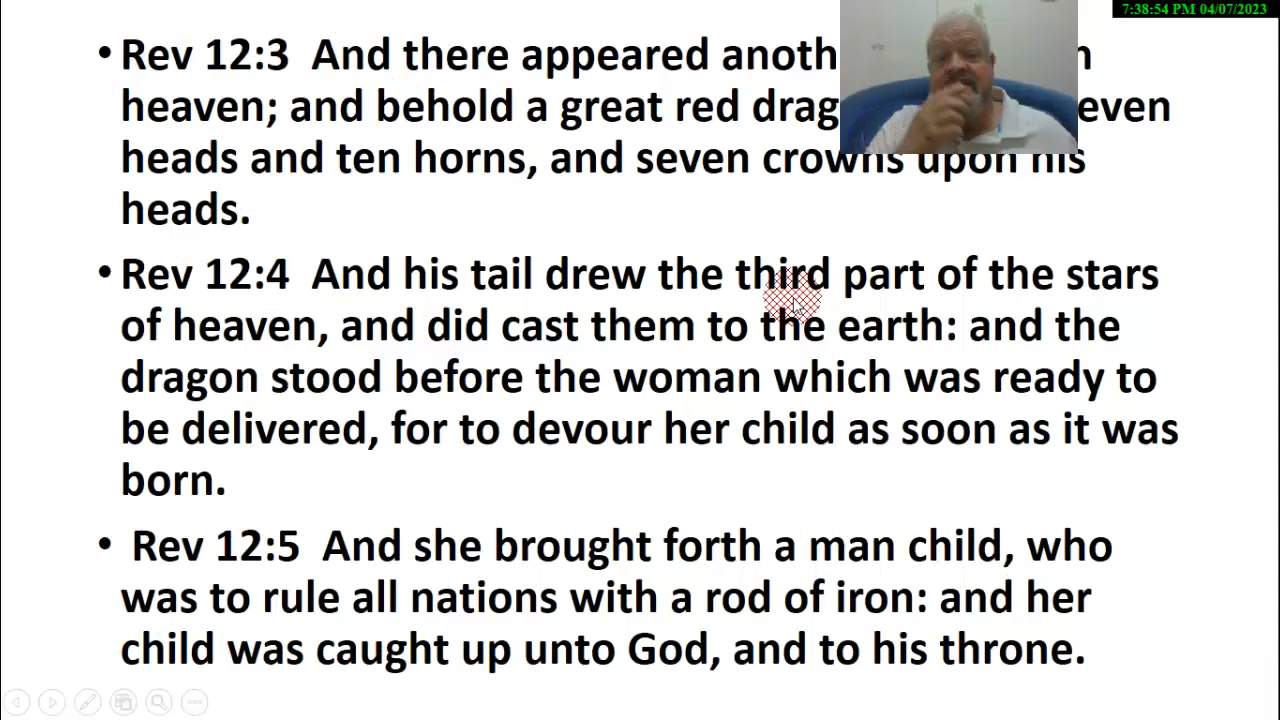 7:38:54 PM 04/07/2023
• Rev 12:3 And there appeared
heaven; and behold a great red
heads and ten horns, and seven crowns upon his
heads.
• Rev 12:4 And his tail drew the third part of the stars
of heaven, and did cast them to the earth: and the
dragon stood before the woman which was ready to
be delivered, for to devour her child as soon as it was
born.
• Rev 12:5 And she brought forth a man child, who
was to rule all nations with a rod of iron: and her
child was caught up unto God, and to his throne.